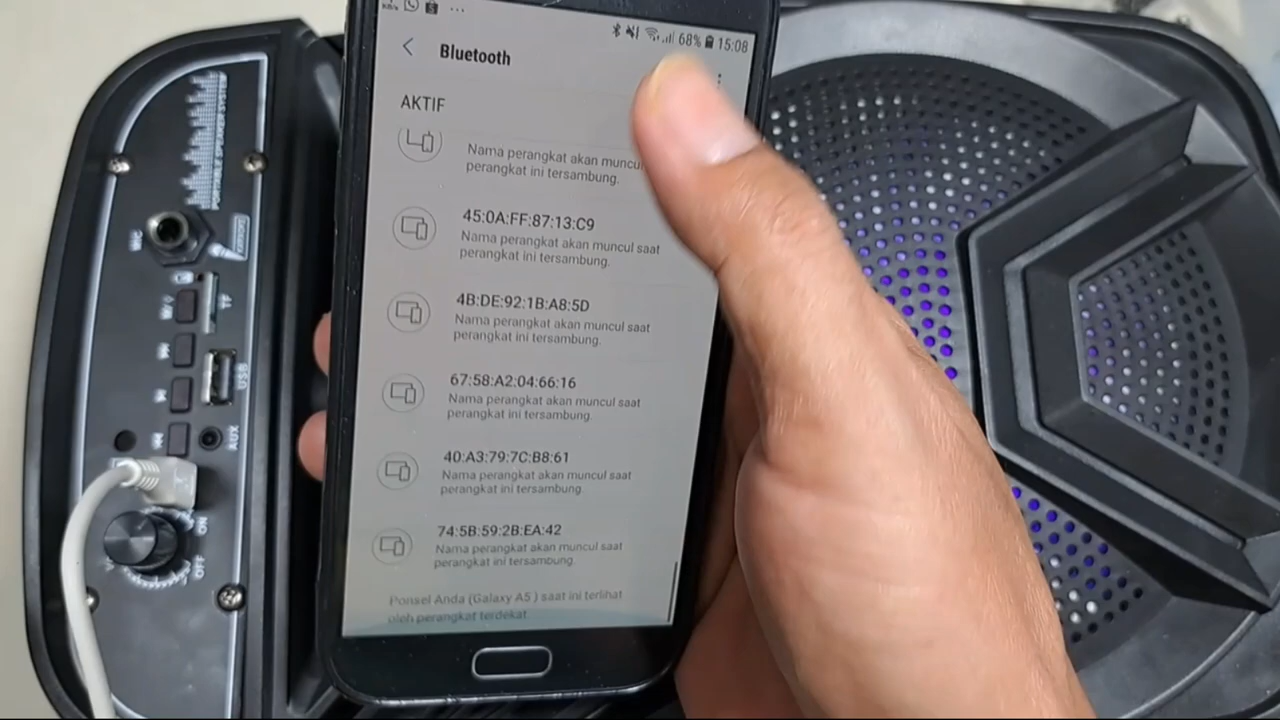 68% 15:08
Bluetooth
AKTIF
Nama perangkat akan muncu
perangkat ini tersambung.
45:0A:FF:87:13:C9
Nama perangkat akan muncul saat
perangkat ini tersambung.
4B:DE:92:1B:A8:5D
Nama perangkat akan muncul saat
perangkat ini tersambung.
67:58:A2:04:66:16
Nama perangkat akan muncul saat
perangkat ini tersambung.
40:A3:79:7C:B8:61
Nama perangkat akan muncul saat
perangkat ini tersambung.
74:5B:59:2B:EA:42
Nama perangkat akan muncul saat
perangkat ini tersambung.
Ponsel Anda (Galaxy A5 ) saat ini terlihat
oleh perangkat terdekat.
MIC
TF
USB
AUX
ON
OFF